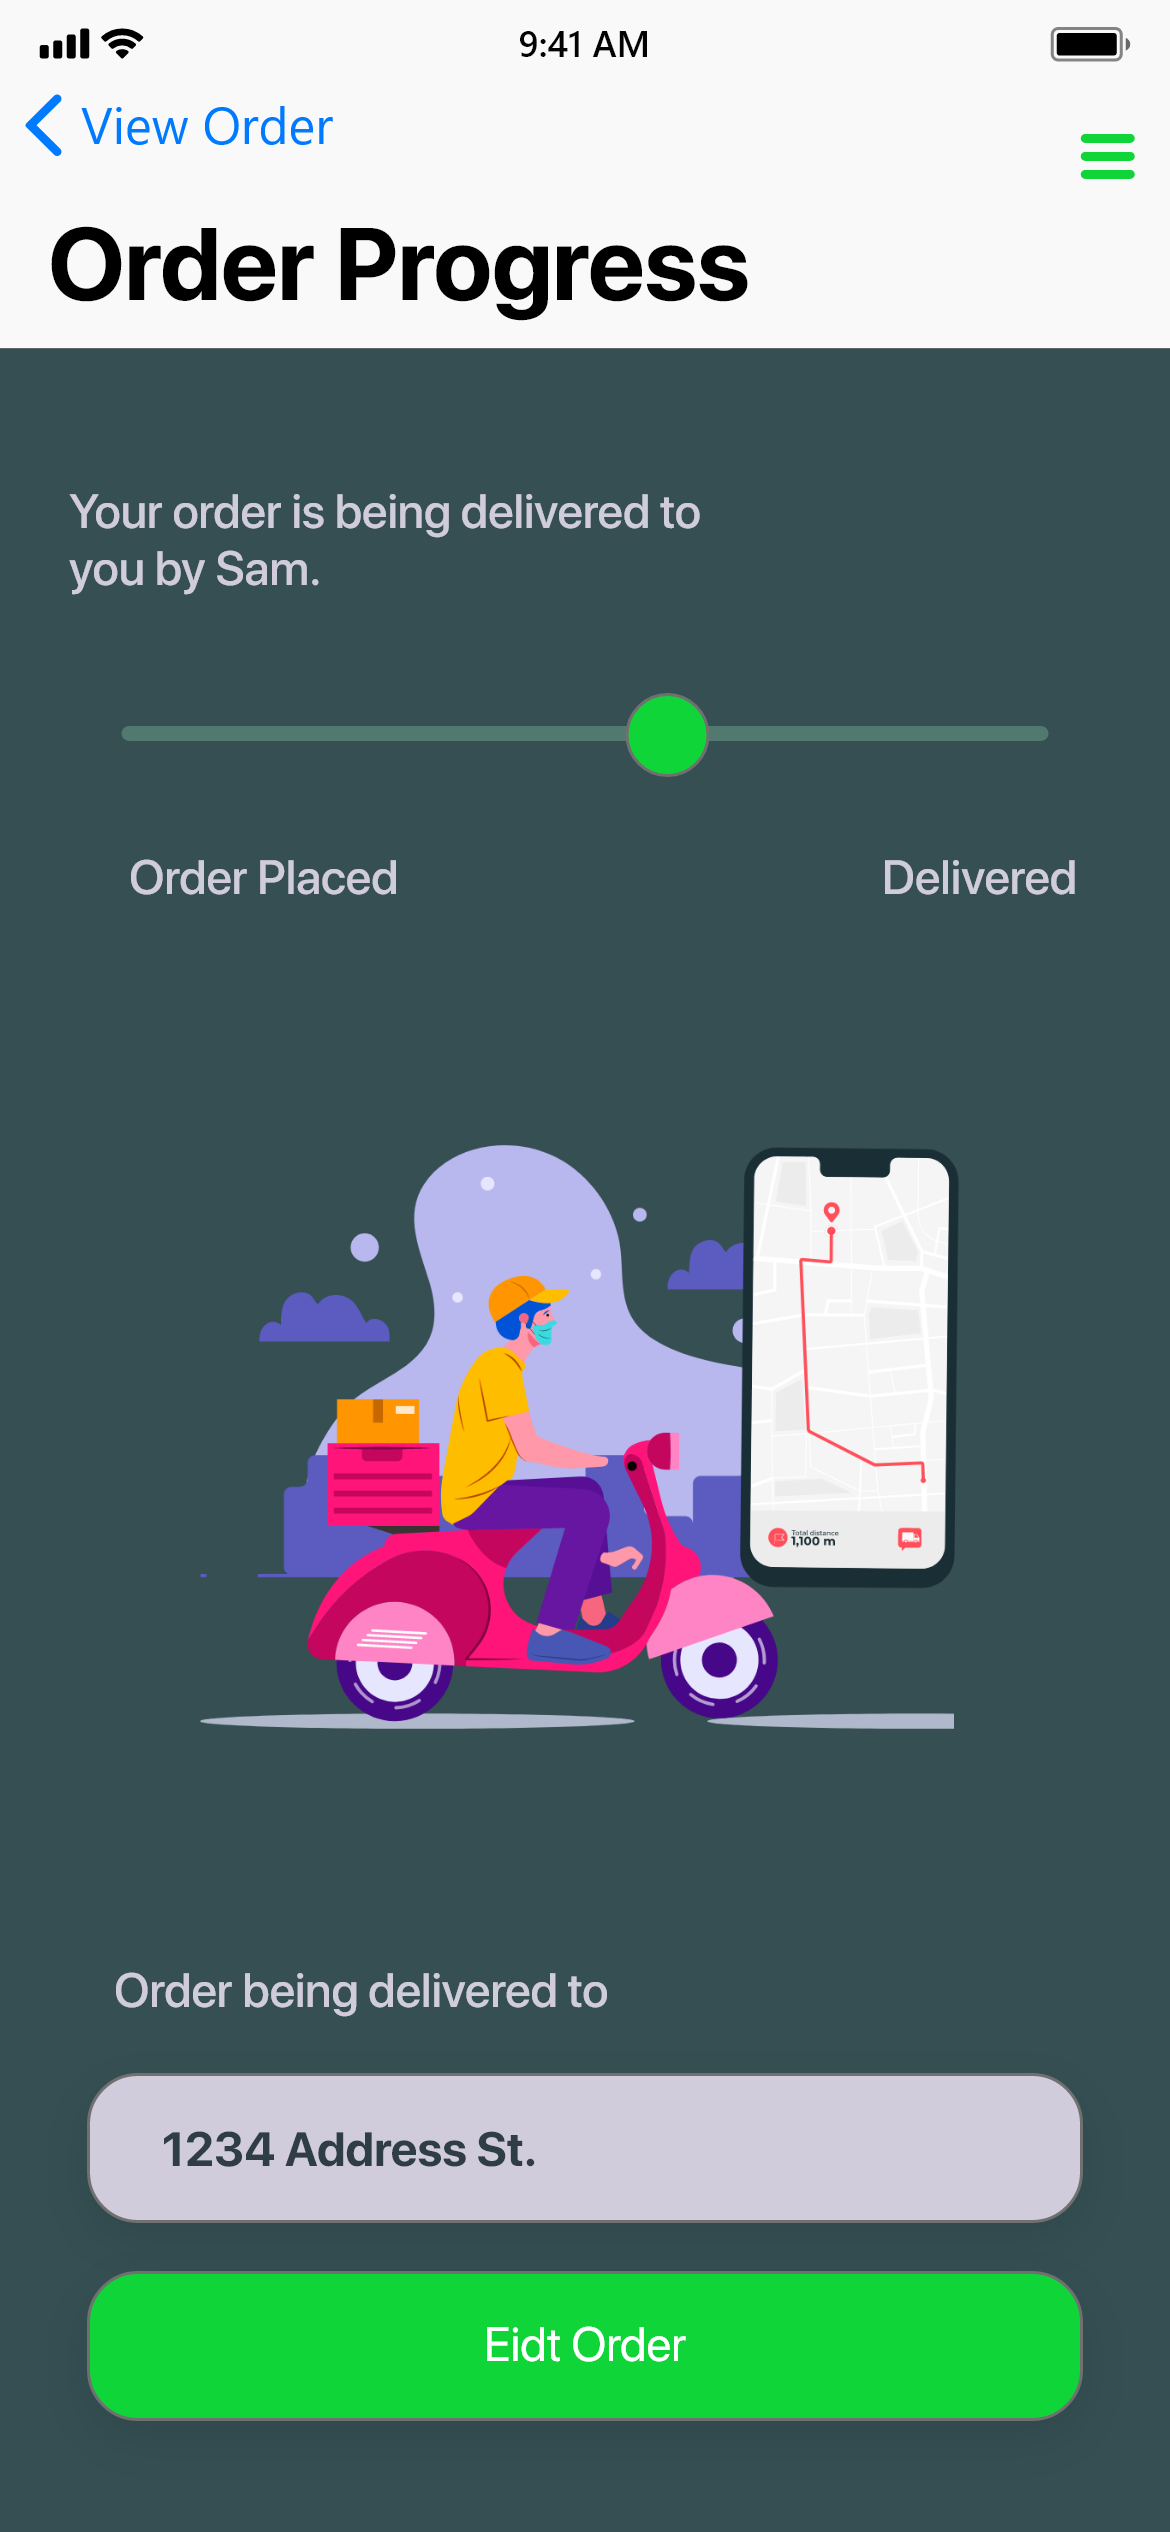 9:41 AM
View Order
Order Progress
Your order is being delivered to
you by Sam.
Order Placed
Delivered
Total distance
1,100 m
Order being delivered to
1234 Address St.
Eidt Order